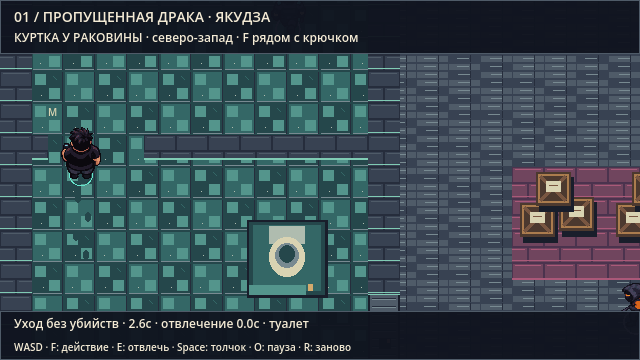 01 / ПРОПУЩЕННАЯ ДРАКА · ЯКУДЗА
КУРТКА У РАКОВИНЫ · северо-запад · F рядом с крючком
М
Уход без убийств · 2.6с · отвлечение 0.0с · туалет
WASD · F: действие · E: отвлечь · Space: толчок · O: пауза · R: заново